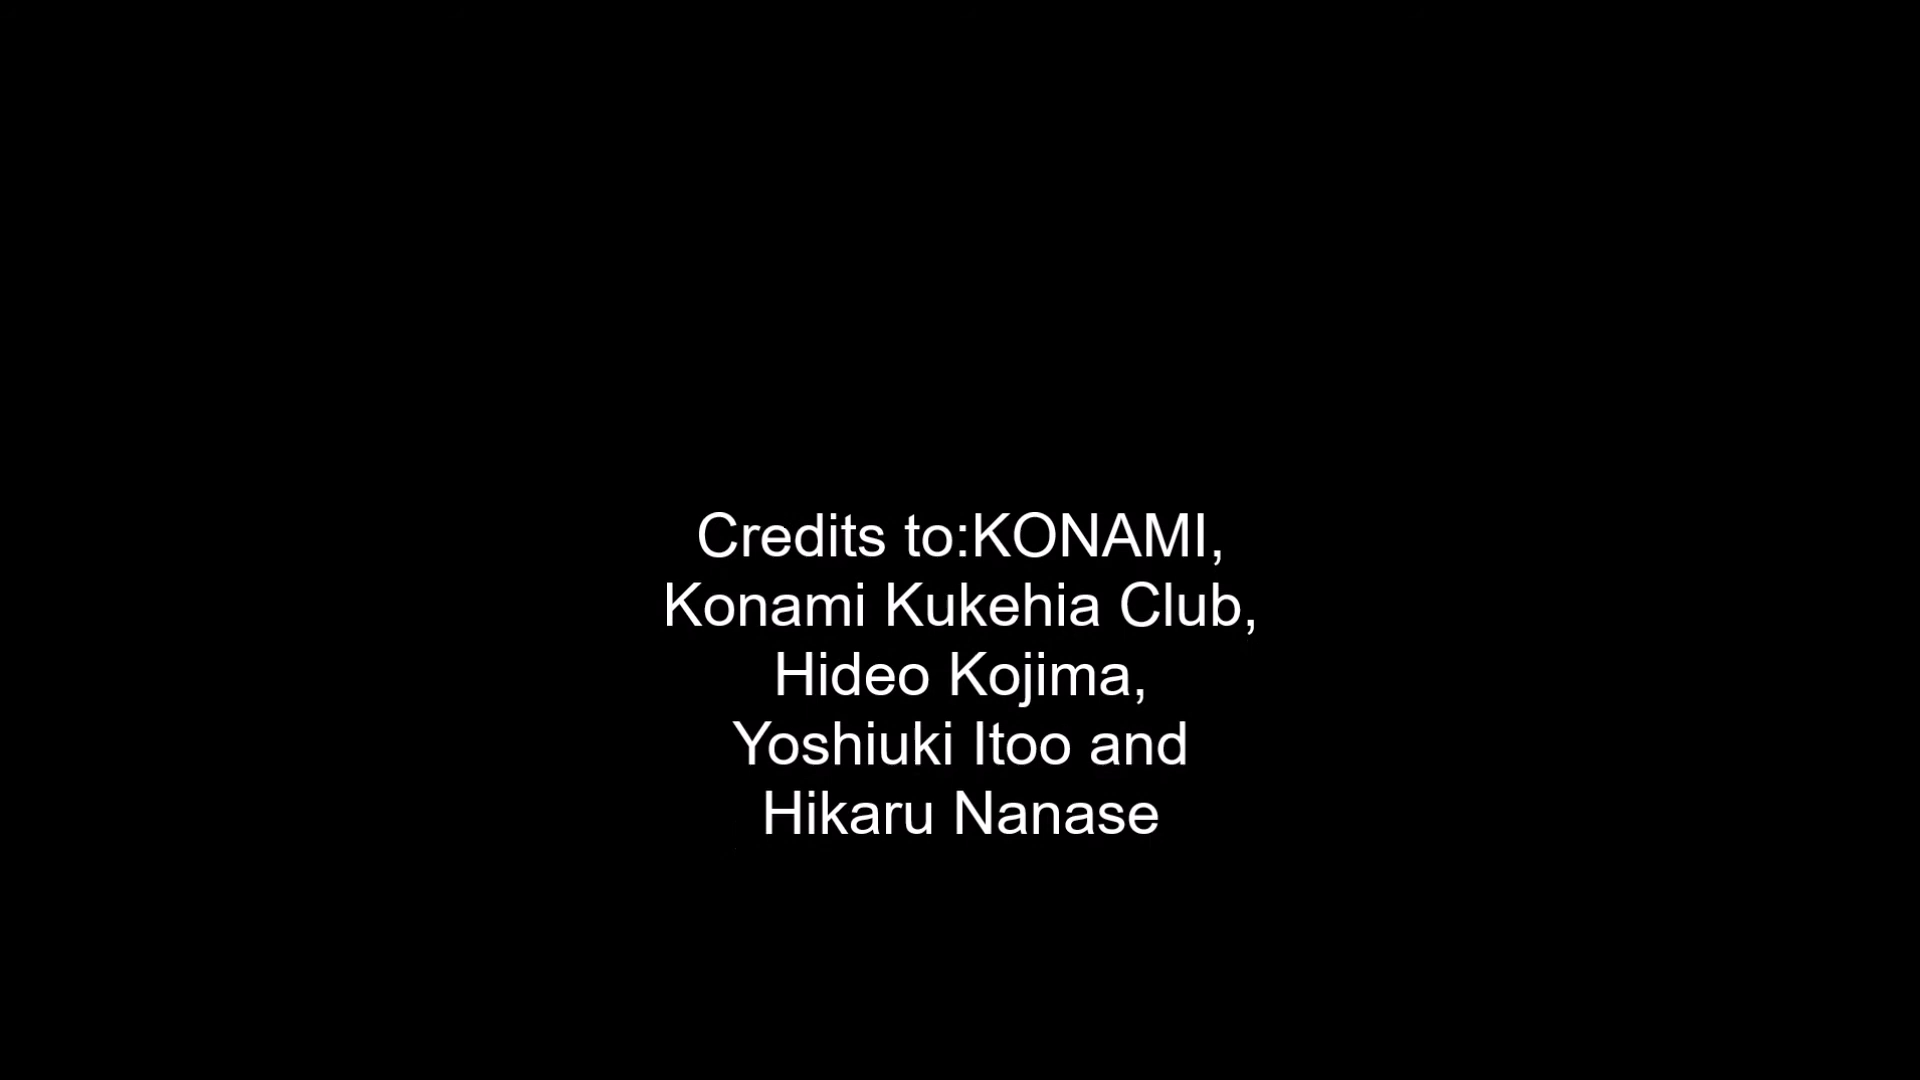 Credits to:KONAMI,
Konami Kukehia Club,
Hideo Kojima,
Yoshiuki Itoo and
Hikaru Nanase